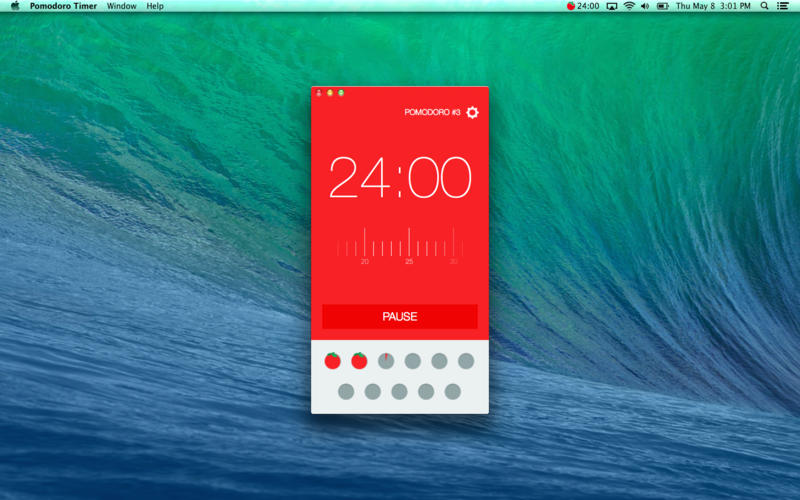 Pomodoro Timer Window Help 24:00 Thu May 8 3:01 PM
POMODORO #3
24:00
20 25 30
PAUSE